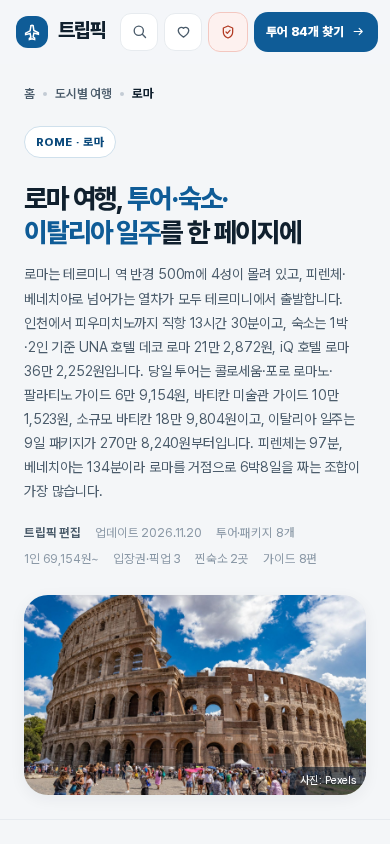 트립픽
투어 84개 찾기 →
홈 • 도시별 여행 • 로마
ROME · 로마
로마 여행, 투어·숙소·
이탈리아 일주를 한 페이지에
로마는 테르미니 역 반경 500m에 4성이 몰려 있고, 피렌체·
베네치아로 넘어가는 열차가 모두 테르미니에서 출발합니다.
인천에서 피우미치노까지 직항 13시간 30분이고, 숙소는 1박
·2인 기준 UNA 호텔 데코 로마 21만 2,872원, iQ 호텔 로마
36만 2,252원입니다. 당일 투어는 콜로세움·포로 로마노·
팔라티노 가이드 6만 9,154원, 바티칸 미술관 가이드 10만
1,523원, 소규모 바티칸 18만 9,804원이고, 이탈리아 일주는
9일 패키지가 270만 8,240원부터입니다. 피렌체는 97분,
베네치아는 134분이라 로마를 거점으로 6박8일을 짜는 조합이
가장 많습니다.
트립픽 편집 업데이트 2026.11.20 투어·패키지 8개
1인 69,154원~ 입장권·픽업 3 찐숙소 2곳 가이드 8편
사진: Pexels